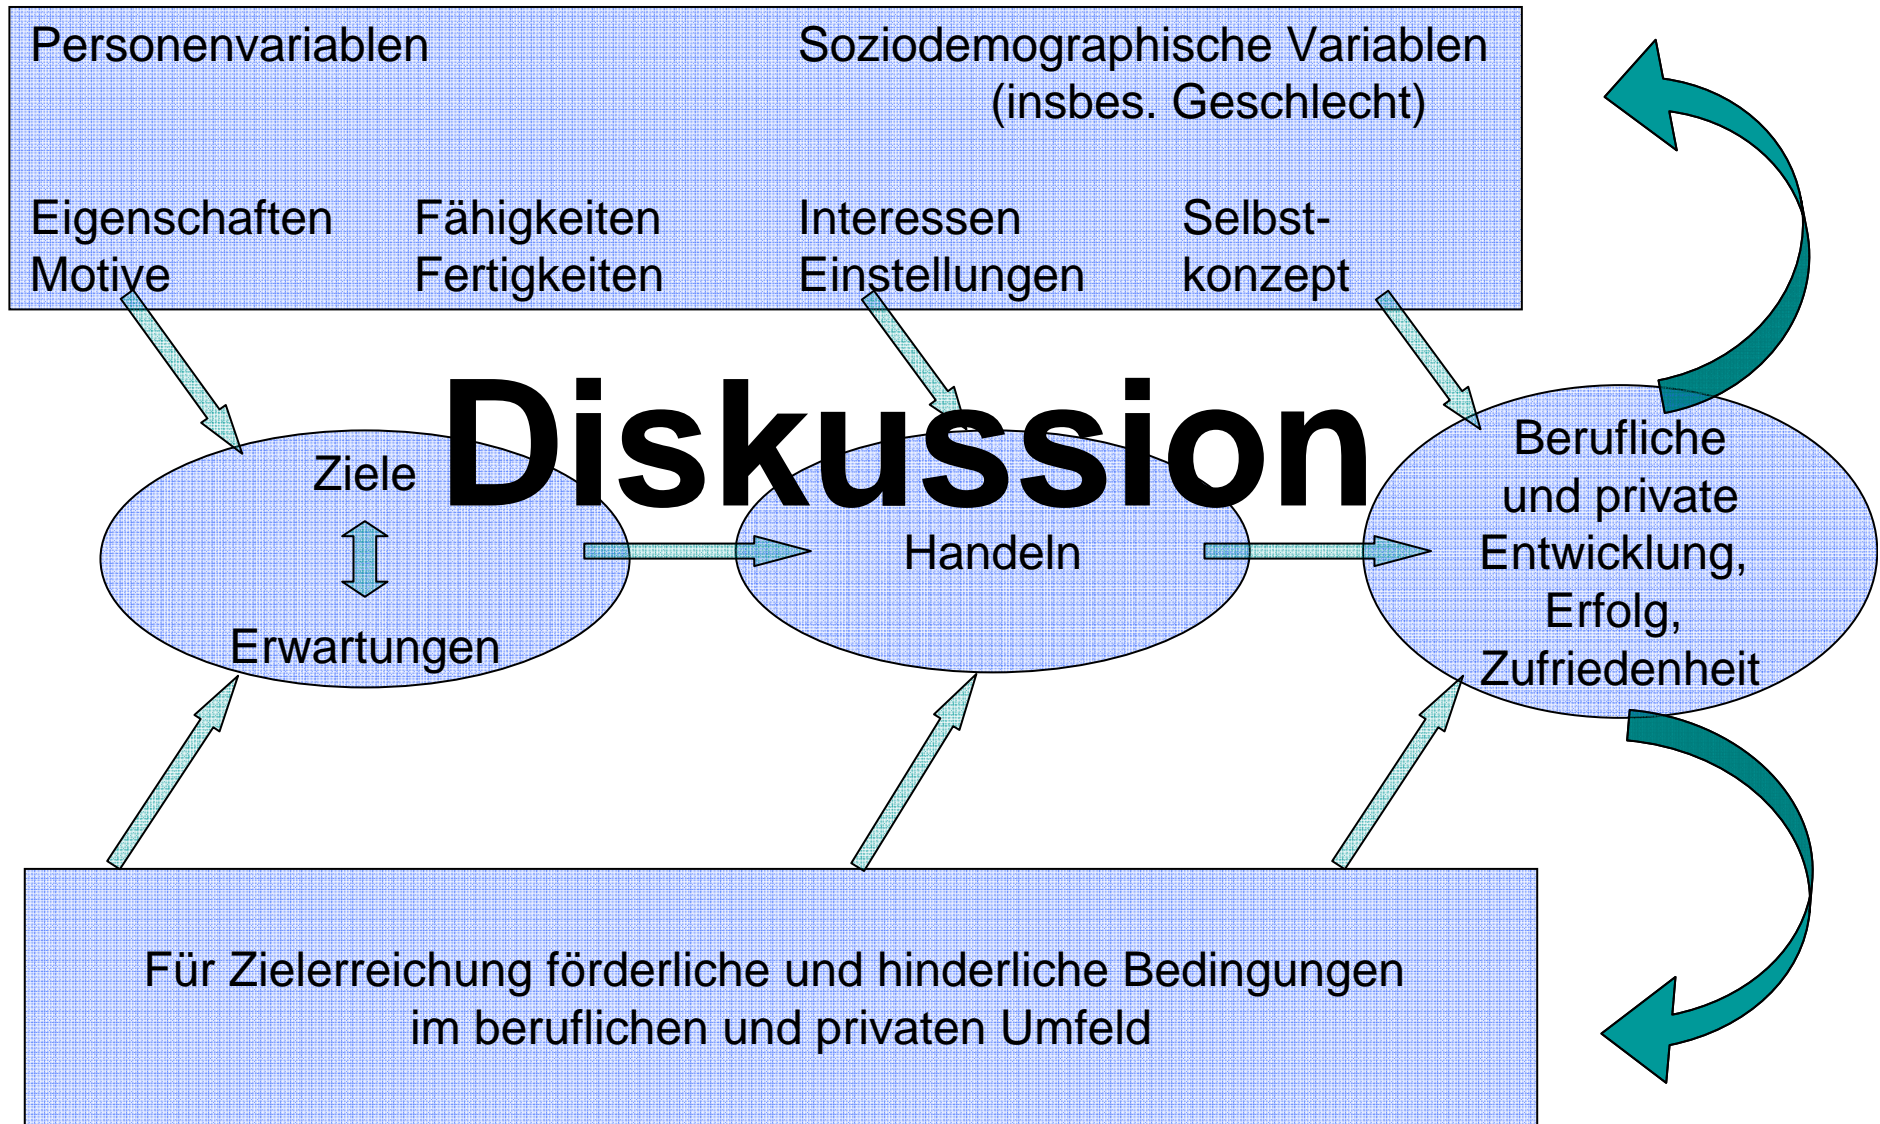 Personenvariablen
Soziodemographische Variablen
(insbes. Geschlecht)
Eigenschaften
Motive
Fähigkeiten
Fertigkeiten
Interessen
Einstellungen
Selbst-
konzept
Diskussion
Ziele
Erwartungen
Handeln
Berufliche
und private
Entwicklung,
Erfolg,
Zufriedenheit
Für Zielerreichung förderliche und hinderliche Bedingungen
im beruflichen und privaten Umfeld